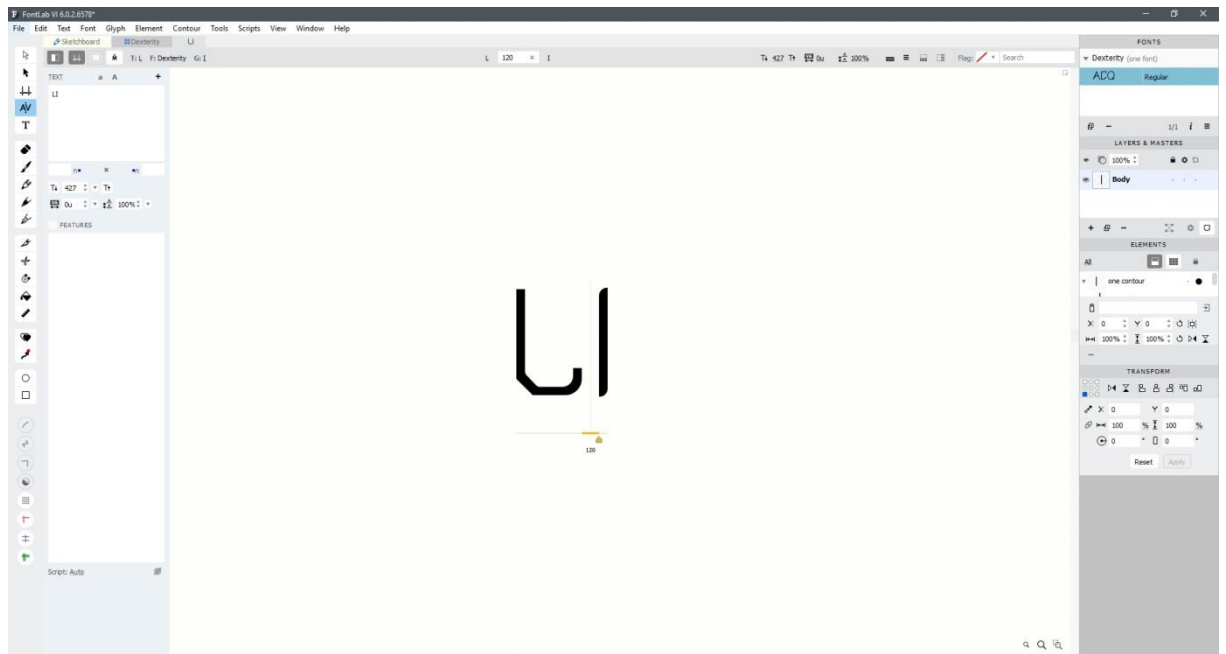 FontLab VI 6.0.2.6578*
File Edit Text Font Glyph Element Contour Tools Scripts View Window Help
Sketchboard Dexterity LI
T: L F: Dexterity G: I L 120 × I 427 0u 100% Flag: Search
TEXT a A +
LI
n• × •n
427
0u 100%
FEATURES
Script: Auto
LI
120
FONTS
Dexterity (one font)
ADQ Regular
1/1 i
LAYERS & MASTERS
100%
Body
ELEMENTS
All
one contour
X 0 Y 0
100% 100%
TRANSFORM
X 0 Y 0
100 % 100 %
0 ° 0 °
Reset Apply